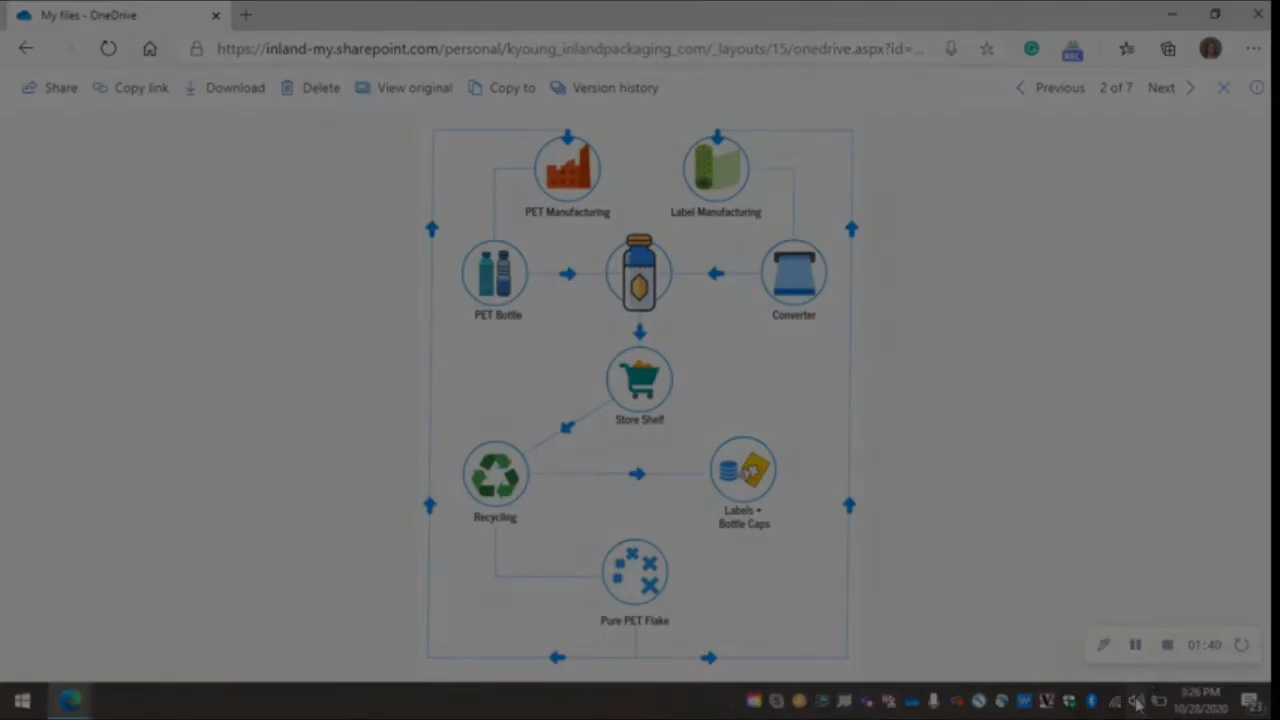 My files - OneDrive
https://inland-my.sharepoint.com/personal/kyoung_inlandpackaging_com/_layouts/15/onedrive.aspx?id=...
RSC
Share Copy link Download Delete View original Copy to Version history Previous 2 of 7 Next
PET Manufacturing Label Manufacturing
PET Bottle Converter
Store Shelf
Recycling
Labels +
Bottle Caps
Pure PET Flake
01:40
3:26 PM
10/28/2020
23